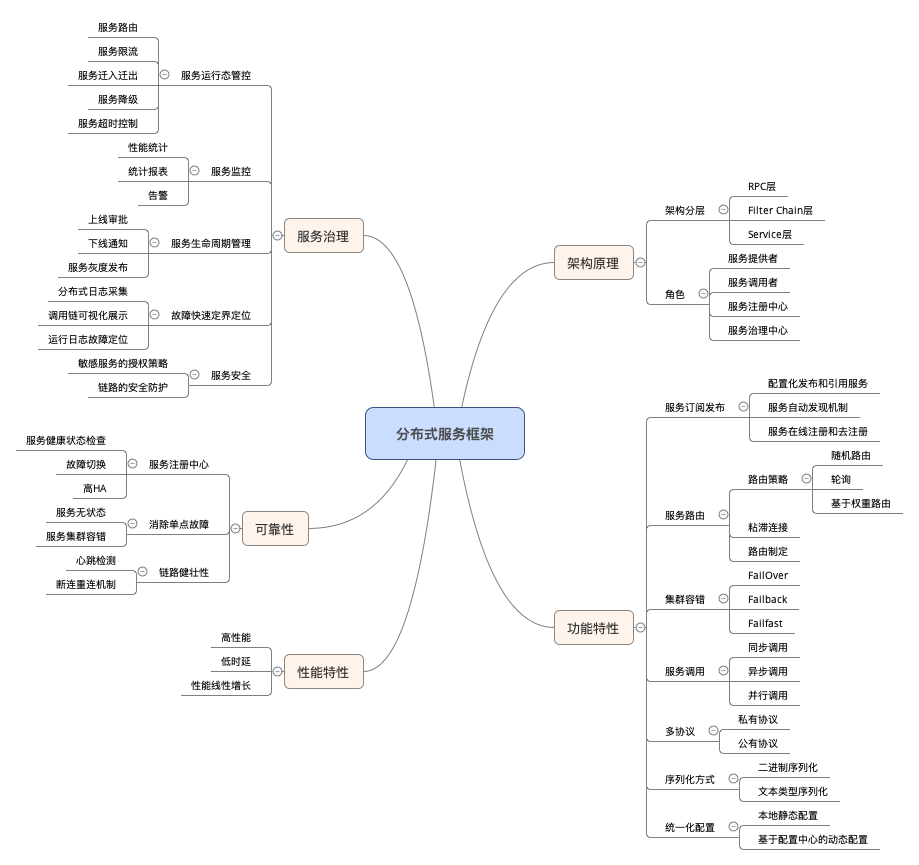 分布式服务框架
服务治理
服务运行态管控
服务路由
服务限流
服务迁入迁出
服务降级
服务超时控制
服务监控
性能统计
统计报表
告警
服务生命周期管理
上线审批
下线通知
服务灰度发布
故障快速定界定位
分布式日志采集
调用链可视化展示
运行日志故障定位
服务安全
敏感服务的授权策略
链路的安全防护
可靠性
服务注册中心
服务健康状态检查
故障切换
高HA
消除单点故障
服务无状态
服务集群容错
链路健壮性
心跳检测
断连重连机制
性能特性
高性能
低时延
性能线性增长
架构原理
架构分层
RPC层
Filter Chain层
Service层
角色
服务提供者
服务调用者
服务注册中心
服务治理中心
功能特性
服务订阅发布
配置化发布和引用服务
服务自动发现机制
服务在线注册和去注册
服务路由
路由策略
随机路由
轮询
基于权重路由
粘滞连接
路由制定
集群容错
FailOver
Failback
Failfast
服务调用
同步调用
异步调用
并行调用
多协议
私有协议
公有协议
序列化方式
二进制序列化
文本类型序列化
统一化配置
本地静态配置
基于配置中心的动态配置